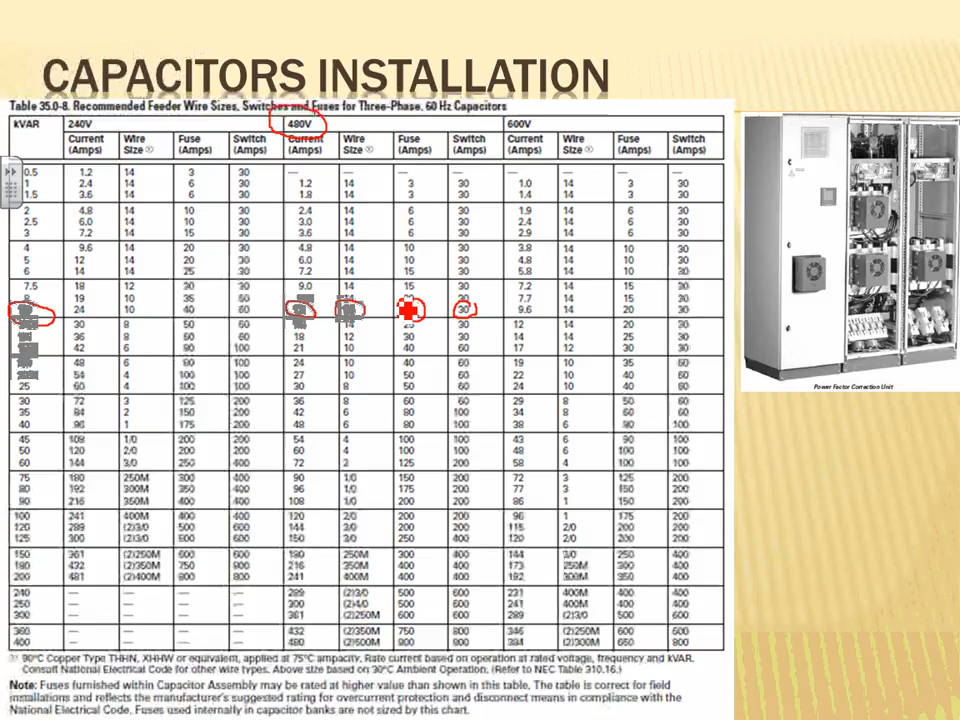 CAPACITORS INSTALLATION
Table 35.0-8. Recommended Feeder Wire Sizes, Switches and Fuses for Three-Phase, 60 Hz Capacitors
kVAR 240V 480V 600V
Current (Amps) Wire Size ① Fuse (Amps) Switch (Amps) Current (Amps) Wire Size ① Fuse (Amps) Switch (Amps) Current (Amps) Wire Size ① Fuse (Amps) Switch (Amps)
0.5 1.2 14 3 30 — — — — — — — —
1 2.4 14 6 30 1.2 14 3 30 1.0 14 3 30
1.5 3.6 14 6 30 1.8 14 3 30 1.4 14 3 30
2 4.8 14 10 30 2.4 14 6 30 1.9 14 6 30
2.5 6.0 14 10 30 3.0 14 6 30 2.4 14 6 30
3 7.2 14 15 30 3.6 14 6 30 2.9 14 6 30
4 9.6 14 20 30 4.8 14 10 30 3.8 14 10 30
5 12 14 20 30 6.0 14 10 30 4.8 14 10 30
6 14 14 25 30 7.2 14 15 30 5.8 14 10 30
7.5 18 12 30 30 9.0 14 15 30 7.2 14 15 30
19 10 35 60 14 30 7.7 14 15 30
24 10 40 60 30 9.6 14 20 30
30 8 50 60 14 25 30 12 14 20 30
36 8 60 60 18 12 30 30 14 14 25 30
42 6 80 100 21 10 40 60 17 12 30 30
48 6 80 100 24 10 40 60 19 10 35 60
54 4 100 100 27 10 50 60 22 10 40 60
25 60 4 100 100 30 8 50 60 24 10 40 60
30 72 3 125 200 36 8 60 60 29 8 50 60
35 84 2 150 200 42 6 80 100 34 8 60 60
40 96 1 175 200 48 6 80 100 38 6 80 100
45 108 1/0 200 200 54 4 100 100 43 6 90 100
50 120 2/0 200 200 60 4 100 100 48 6 100 100
60 144 3/0 250 400 72 2 125 200 58 4 100 100
75 180 250M 300 400 90 1/0 150 200 72 3 125 200
80 192 300M 350 400 96 1/0 175 200 77 3 150 200
90 216 350M 400 400 108 1/0 200 200 86 1 150 200
100 241 400M 400 400 120 2/0 200 200 96 1 175 200
120 289 (2)3/0 500 600 144 3/0 200 200 115 2/0 200 200
125 300 (2)3/0 500 600 150 3/0 250 400 120 2/0 200 200
150 361 (2)250M 600 600 180 250M 300 400 144 3/0 250 400
180 432 (2)350M 750 800 216 350M 400 400 173 250M 300 400
200 481 (2)400M 800 800 241 400M 400 400 192 300M 350 400
240 — — — — 289 (2)3/0 500 600 231 400M 400 400
250 — — — — 300 (2)4/0 500 600 241 400M 400 400
300 — — — — 361 (2)250M 600 600 289 (2)3/0 500 600
360 — — — — 432 (2)350M 750 800 346 (2)250M 600 600
400 — — — — 480 (2)500M 800 800 384 (2)300M 650 800
① 90°C Copper Type THHN, XHHW or equivalent, applied at 75°C ampacity. Rate current based on operation at rated voltage, frequency and kVAR.
Consult National Electrical Code for other wire types. Above size based on 30°C Ambient Operation. (Refer to NEC Table 310.16.)
Note: Fuses furnished within Capacitor Assembly may be rated at higher value than shown in this table. The table is correct for field
installations and reflects the manufacturer's suggested rating for overcurrent protection and disconnect means in compliance with the
National Electrical Code. Fuses used internally in capacitor banks are not sized by this chart.
Power Factor Correction Unit